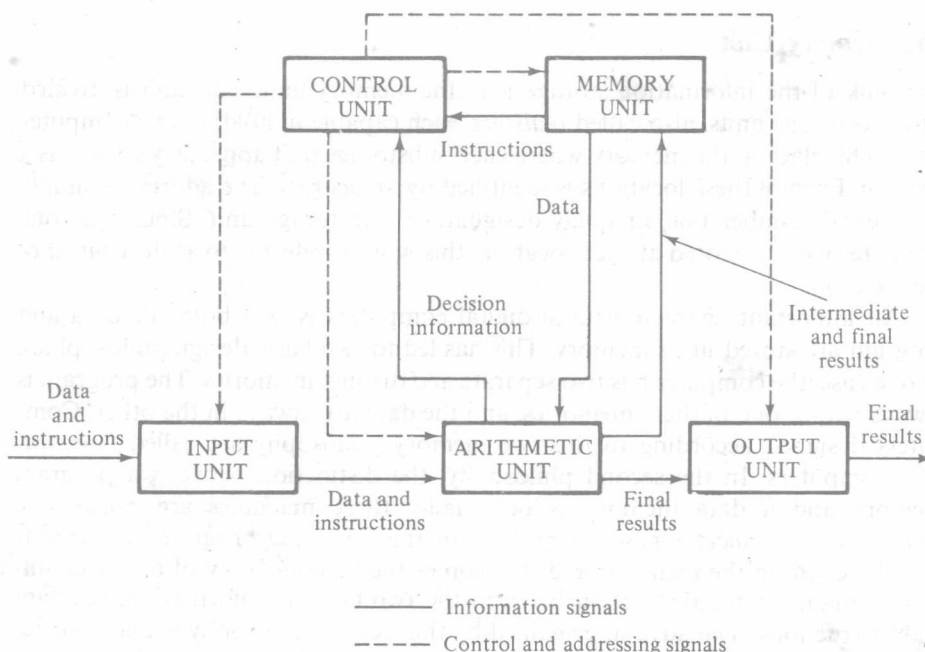 CONTROL
UNIT
MEMORY
UNIT
Instructions
Data
Decision
information
Intermediate
and final
results
Data
and
instructions
Final
results
INPUT
UNIT
ARITHMETIC
UNIT
OUTPUT
UNIT
Data and
instructions
Final
results
Information signals
Control and addressing signals